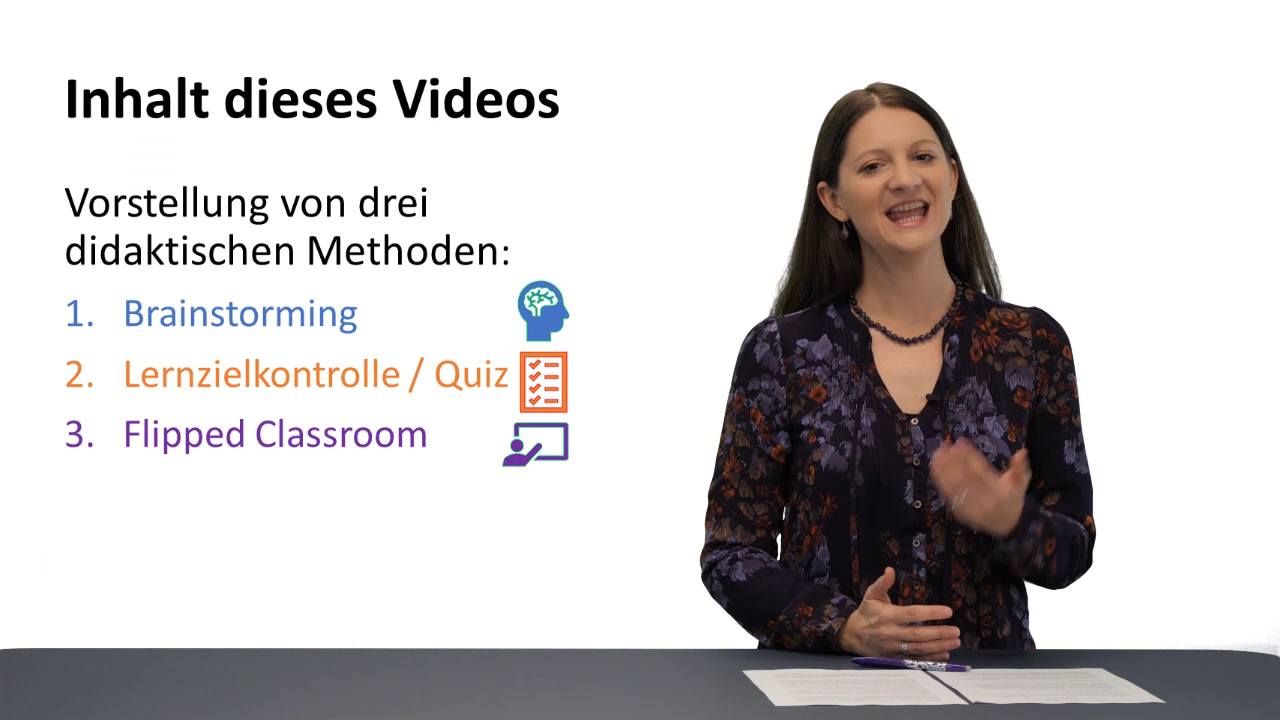 Inhalt dieses Videos
Vorstellung von drei
didaktischen Methoden:
1. Brainstorming
2. Lernzielkontrolle / Quiz
3. Flipped Classroom